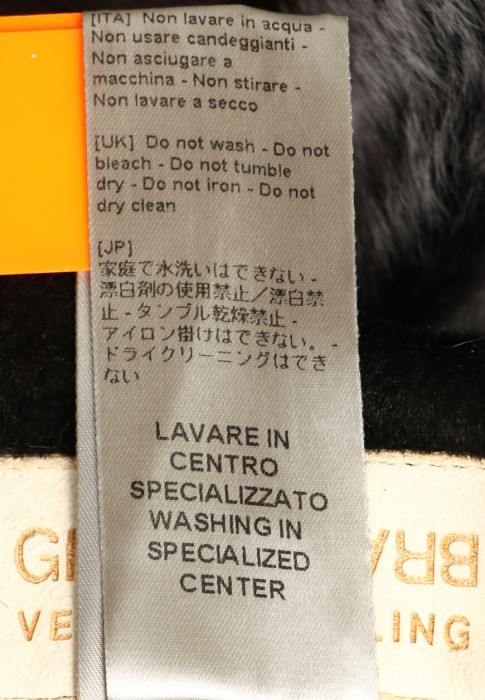 [ITA] Non lavare in acqua -
Non usare candeggianti -
Non asciugare a
macchina - Non stirare -
Non lavare a secco
[UK] Do not wash - Do not
bleach - Do not tumble
dry - Do not iron - Do not
dry clean
[JP]
家庭で水洗いはできない -
漂白剤の使用禁止／漂白禁
止 - タンブル乾燥禁止 -
アイロン掛けはできない。 -
ドライクリーニングはでき
ない
LAVARE IN
CENTRO
SPECIALIZZATO
WASHING IN
SPECIALIZED
CENTER